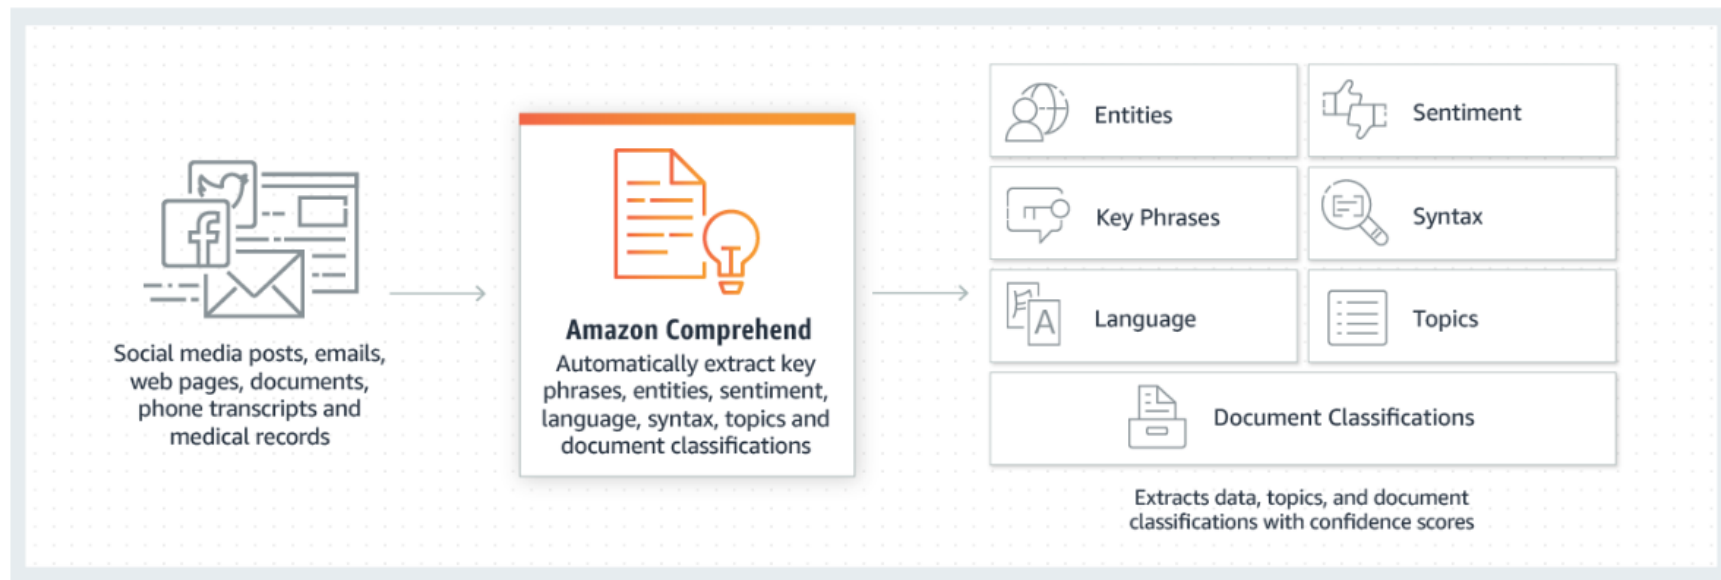 Social media posts, emails,
web pages, documents,
phone transcripts and
medical records
Amazon Comprehend
Automatically extract key
phrases, entities, sentiment,
language, syntax, topics and
document classifications
Entities
Sentiment
Key Phrases
Syntax
Language
Topics
Document Classifications
Extracts data, topics, and document
classifications with confidence scores